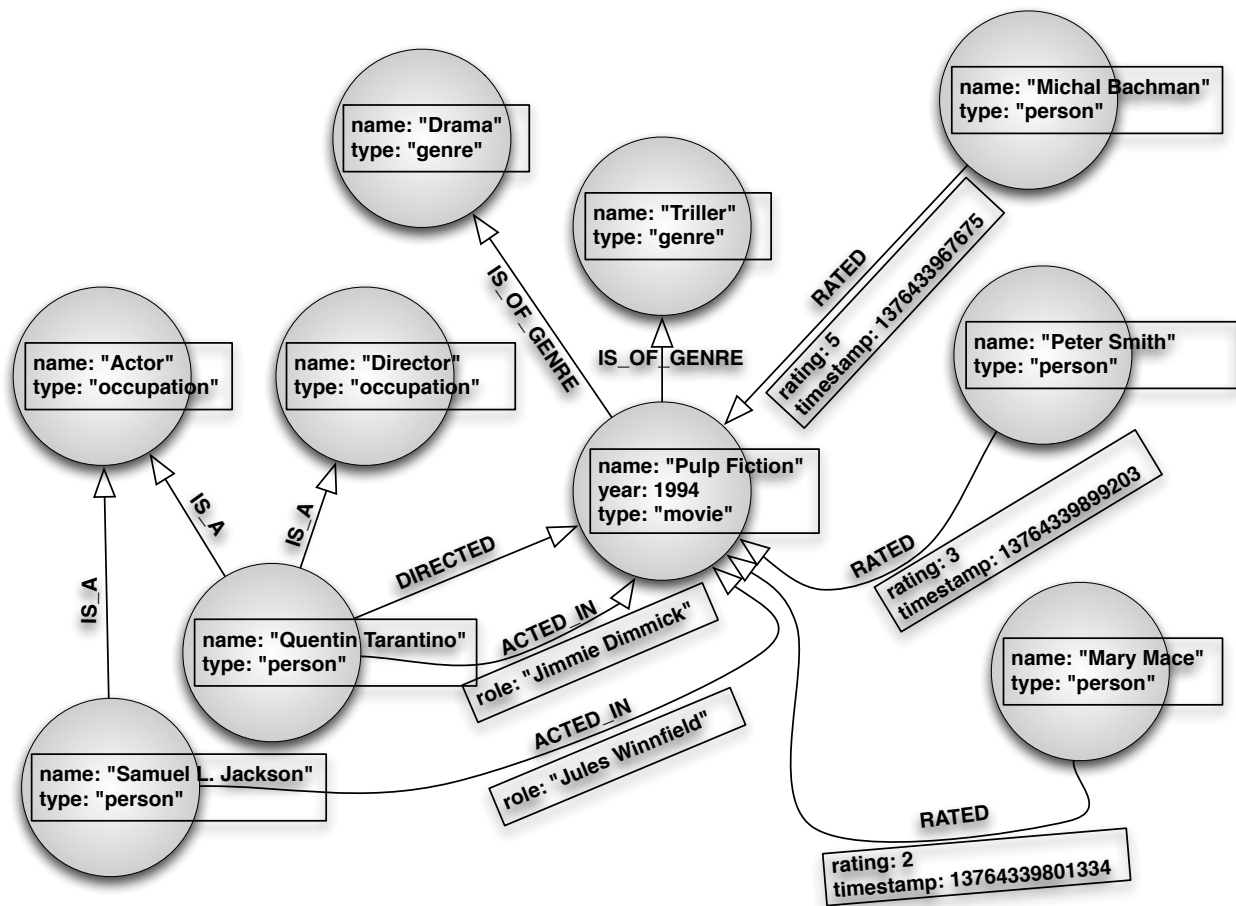 name: "Michal Bachman"
type: "person"
name: "Drama"
type: "genre"
name: "Triller"
type: "genre"
RATED
rating: 5
timestamp: 1376433967675
IS_OF_GENRE
IS_OF_GENRE
name: "Actor"
type: "occupation"
name: "Director"
type: "occupation"
name: "Peter Smith"
type: "person"
name: "Pulp Fiction"
year: 1994
type: "movie"
IS_A
IS_A
IS_A
DIRECTED
RATED
rating: 3
timestamp: 13764339899203
name: "Quentin Tarantino"
type: "person"
ACTED_IN
role: "Jimmie Dimmick"
name: "Mary Mace"
type: "person"
name: "Samuel L. Jackson"
type: "person"
ACTED_IN
role: "Jules Winnfield"
RATED
rating: 2
timestamp: 13764339801334